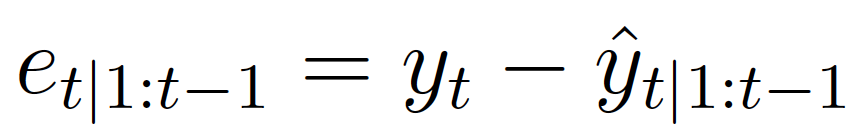 e_{t|1:t-1} = y_t - \hat{y}_{t|1:t-1}